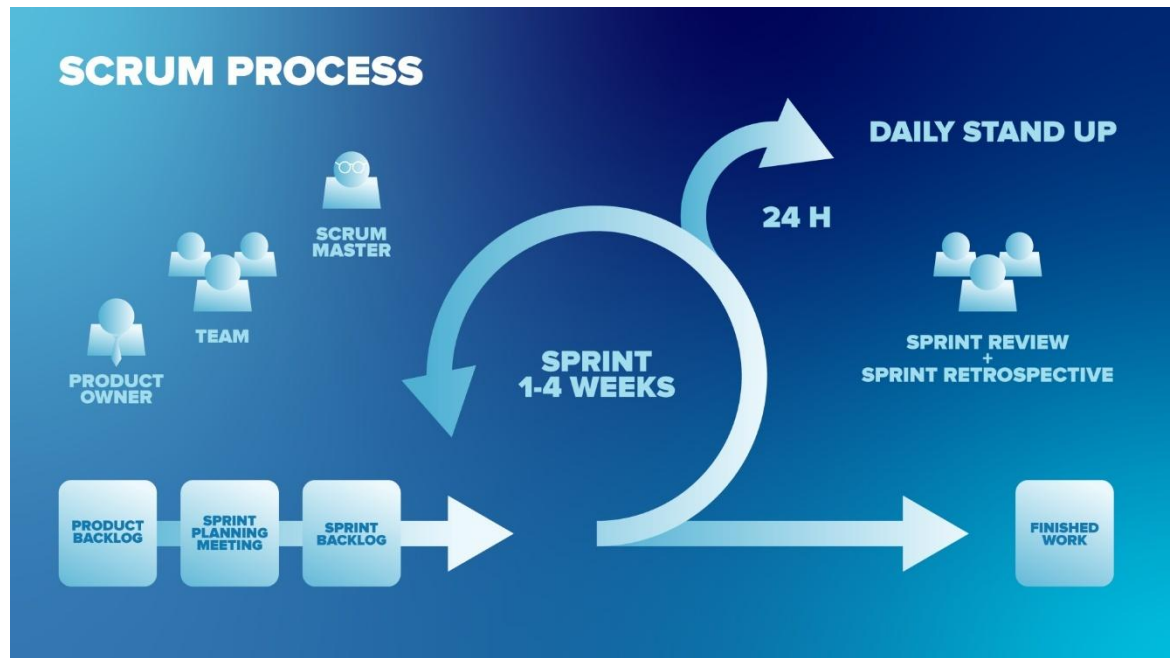 SCRUM PROCESS
DAILY STAND UP
24 H
SCRUM
MASTER
TEAM
PRODUCT
OWNER
SPRINT
1-4 WEEKS
SPRINT REVIEW
+
SPRINT RETROSPECTIVE
PRODUCT
BACKLOG
SPRINT
PLANNING
MEETING
SPRINT
BACKLOG
FINISHED
WORK